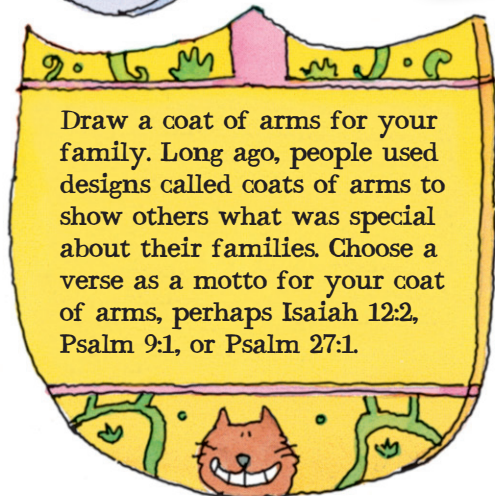 Draw a coat of arms for your
family. Long ago, people used
designs called coats of arms to
show others what was special
about their families. Choose a
verse as a motto for your coat
of arms, perhaps Isaiah 12:2,
Psalm 9:1, or Psalm 27:1.